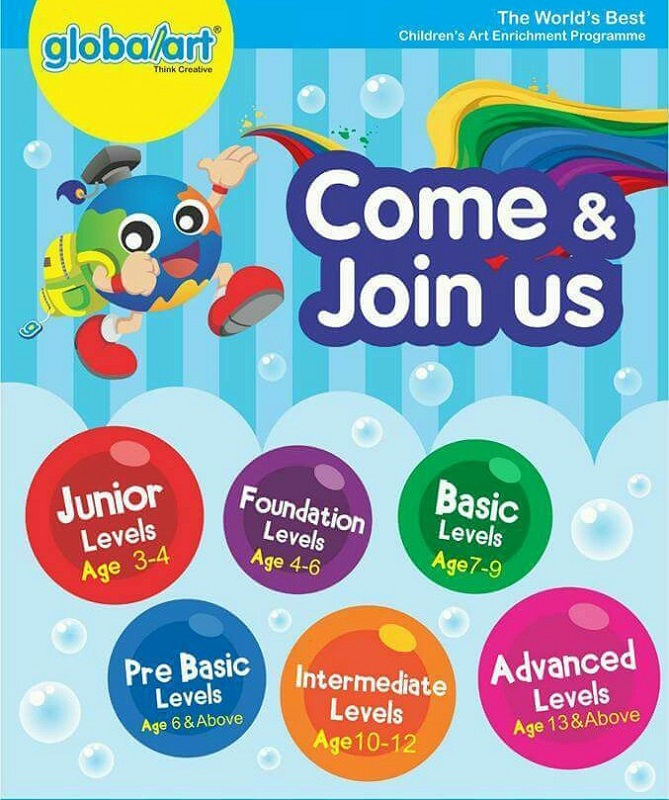 globalart®
Think Creative
The World's Best
Children's Art Enrichment Programme
g
Come &
Join us
Junior
Levels
Age 3-4
Foundation
Levels
Age 4-6
Basic
Levels
Age7-9
Pre Basic
Levels
Age 6 & Above
Intermediate
Levels
Age10-12
Advanced
Levels
Age 13 & Above